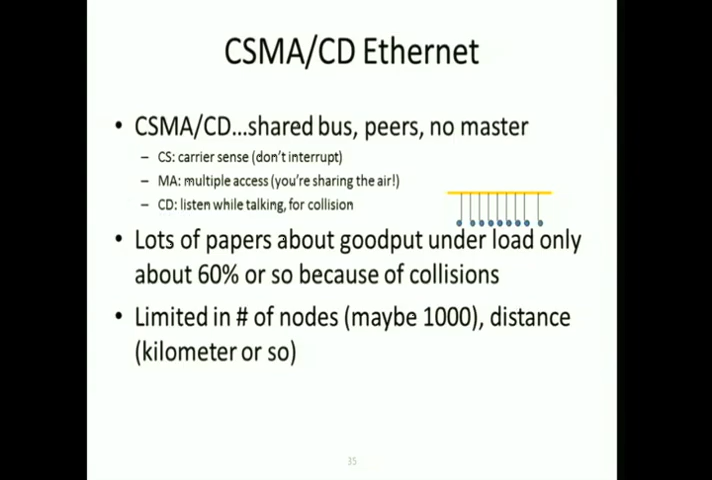 CSMA/CD Ethernet
• CSMA/CD...shared bus, peers, no master
– CS: carrier sense (don't interrupt)
– MA: multiple access (you're sharing the air!)
– CD: listen while talking, for collision
• Lots of papers about goodput under load only
about 60% or so because of collisions
• Limited in # of nodes (maybe 1000), distance
(kilometer or so)
35